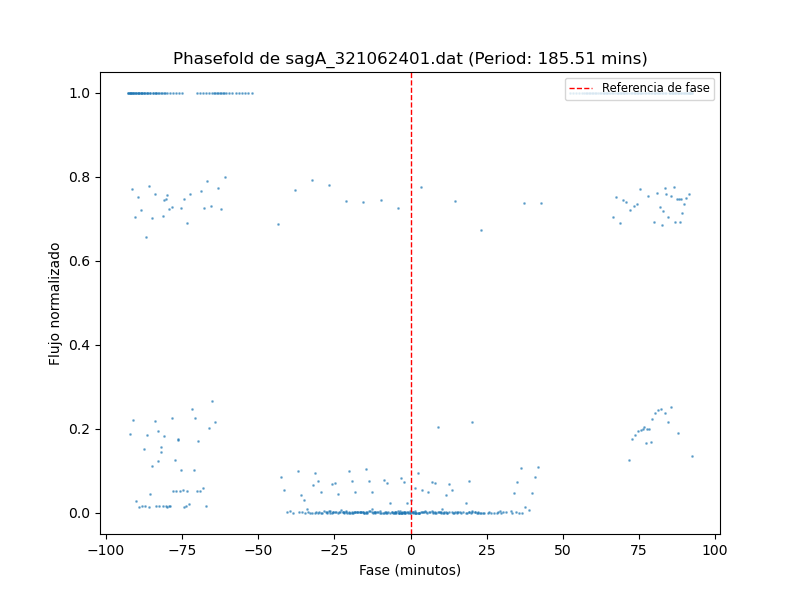 Phasefold de sagA_321062401.dat (Period: 185.51 mins)
Referencia de fase
Flujo normalizado
1.0
0.8
0.6
0.4
0.2
0.0
−100 −75 −50 −25 0 25 50 75 100
Fase (minutos)